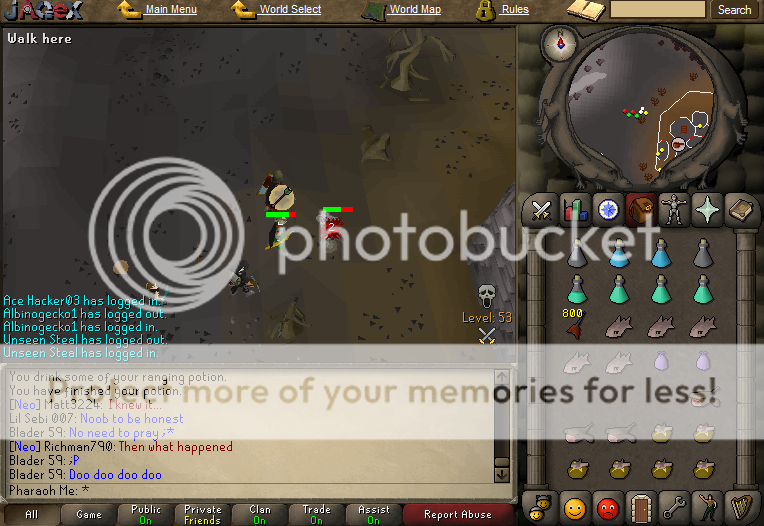 JAGEX Main Menu World Select World Map Rules Search
Walk here
2
photobucket
Ace Hacker03 has logged in.
Albinogecko1 has logged out.
Albinogecko1 has logged in.
Unseen Steal has logged out.
Unseen Steal has logged in.
Level: 53
800
You drink some of your ranging potion.
You have finished your potion.
more of your memories for less!
[Neo] Matt3224: I knew it...
Lil Sebi 007: Noob to be honest
Blader 59: No need to pray ;*
[Neo] Richman790: Then what happened
Blader 59: ;P
Blader 59: Doo doo doo doo
Pharaoh Me: *
All Game Public On Private Friends Clan On Trade On Assist On Report Abuse